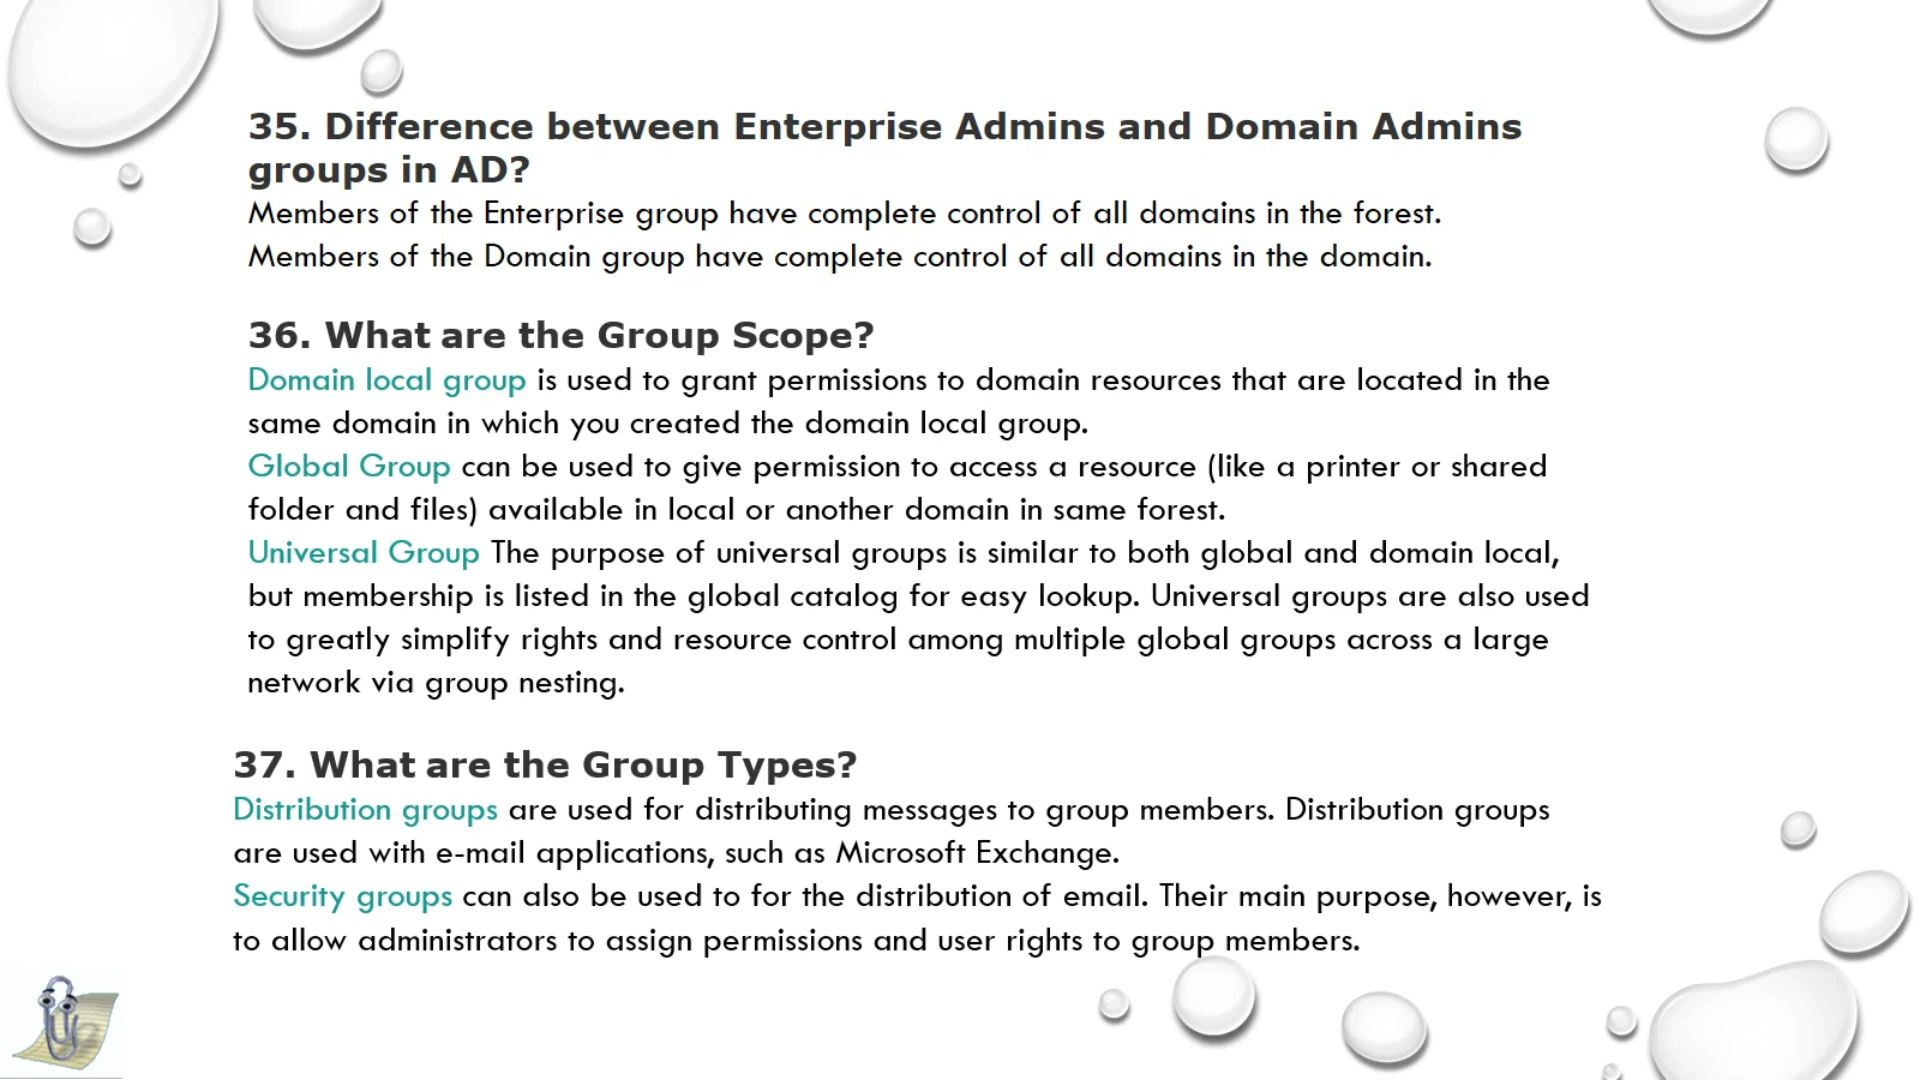 35. Difference between Enterprise Admins and Domain Admins
groups in AD?
Members of the Enterprise group have complete control of all domains in the forest.
Members of the Domain group have complete control of all domains in the domain.
36. What are the Group Scope?
Domain local group is used to grant permissions to domain resources that are located in the
same domain in which you created the domain local group.
Global Group can be used to give permission to access a resource (like a printer or shared
folder and files) available in local or another domain in same forest.
Universal Group The purpose of universal groups is similar to both global and domain local,
but membership is listed in the global catalog for easy lookup. Universal groups are also used
to greatly simplify rights and resource control among multiple global groups across a large
network via group nesting.
37. What are the Group Types?
Distribution groups are used for distributing messages to group members. Distribution groups
are used with e-mail applications, such as Microsoft Exchange.
Security groups can also be used to for the distribution of email. Their main purpose, however, is
to allow administrators to assign permissions and user rights to group members.